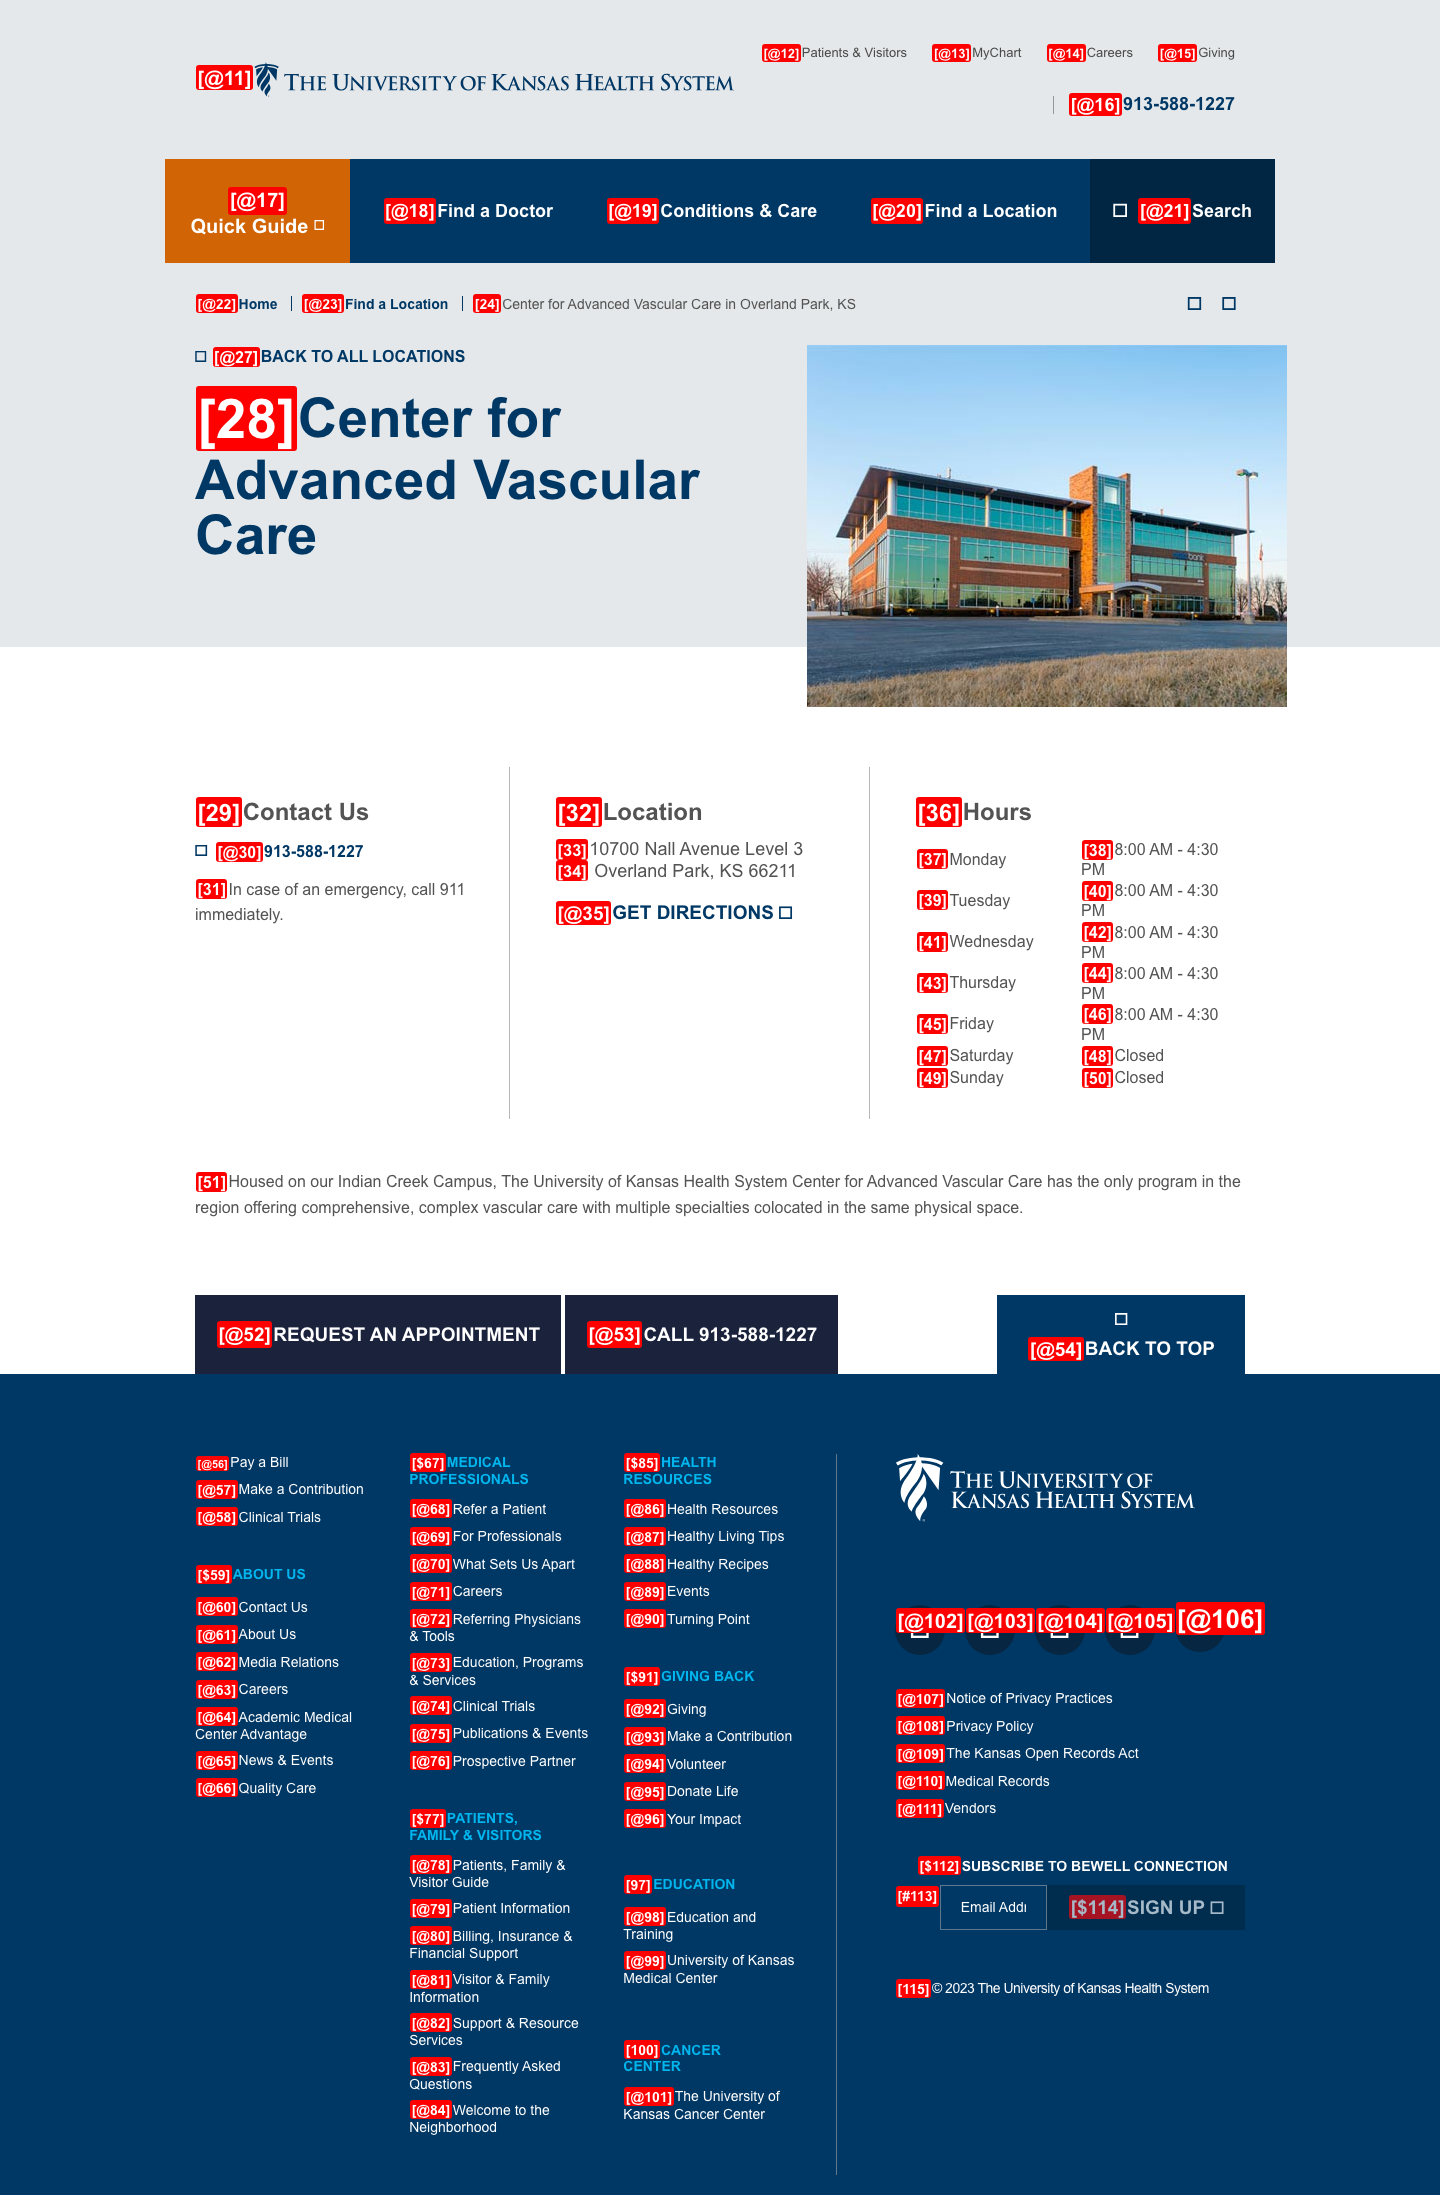 [@12]Patients & Visitors [@13]MyChart [@14]Careers [@15]Giving
[@11] THE UNIVERSITY OF KANSAS HEALTH SYSTEM
[@16]913-588-1227
[@17]
Quick Guide
[@18]Find a Doctor [@19]Conditions & Care [@20]Find a Location [@21]Search
[@22]Home [@23]Find a Location [24]Center for Advanced Vascular Care in Overland Park, KS
[@27]BACK TO ALL LOCATIONS
[28]Center for
Advanced Vascular
Care
bank
[29]Contact Us
[@30]913-588-1227
[31]In case of an emergency, call 911
immediately.
[32]Location
[33]10700 Nall Avenue Level 3
[34] Overland Park, KS 66211
[@35]GET DIRECTIONS
[36]Hours
[37]Monday [38]8:00 AM - 4:30
PM
[39]Tuesday [40]8:00 AM - 4:30
PM
[41]Wednesday [42]8:00 AM - 4:30
PM
[43]Thursday [44]8:00 AM - 4:30
PM
[45]Friday [46]8:00 AM - 4:30
PM
[47]Saturday [48]Closed
[49]Sunday [50]Closed
[51]Housed on our Indian Creek Campus, The University of Kansas Health System Center for Advanced Vascular Care has the only program in the
region offering comprehensive, complex vascular care with multiple specialties colocated in the same physical space.
[@52]REQUEST AN APPOINTMENT [@53]CALL 913-588-1227
[@54]BACK TO TOP
[@56]Pay a Bill
[@57]Make a Contribution
[@58]Clinical Trials
[$59]ABOUT US
[@60]Contact Us
[@61]About Us
[@62]Media Relations
[@63]Careers
[@64]Academic Medical
Center Advantage
[@65]News & Events
[@66]Quality Care
[$67]MEDICAL
PROFESSIONALS
[@68]Refer a Patient
[@69]For Professionals
[@70]What Sets Us Apart
[@71]Careers
[@72]Referring Physicians
& Tools
[@73]Education, Programs
& Services
[@74]Clinical Trials
[@75]Publications & Events
[@76]Prospective Partner
[$77]PATIENTS,
FAMILY & VISITORS
[@78]Patients, Family &
Visitor Guide
[@79]Patient Information
[@80]Billing, Insurance &
Financial Support
[@81]Visitor & Family
Information
[@82]Support & Resource
Services
[@83]Frequently Asked
Questions
[@84]Welcome to the
Neighborhood
[$85]HEALTH
RESOURCES
[@86]Health Resources
[@87]Healthy Living Tips
[@88]Healthy Recipes
[@89]Events
[@90]Turning Point
[$91]GIVING BACK
[@92]Giving
[@93]Make a Contribution
[@94]Volunteer
[@95]Donate Life
[@96]Your Impact
[97]EDUCATION
[@98]Education and
Training
[@99]University of Kansas
Medical Center
[100]CANCER
CENTER
[@101]The University of
Kansas Cancer Center
THE UNIVERSITY OF
KANSAS HEALTH SYSTEM
[@102] [@103] [@104] [@105] [@106]
[@107]Notice of Privacy Practices
[@108]Privacy Policy
[@109]The Kansas Open Records Act
[@110]Medical Records
[@111]Vendors
[$112]SUBSCRIBE TO BEWELL CONNECTION
[#113] Email Addr [$114]SIGN UP
[115]© 2023 The University of Kansas Health System